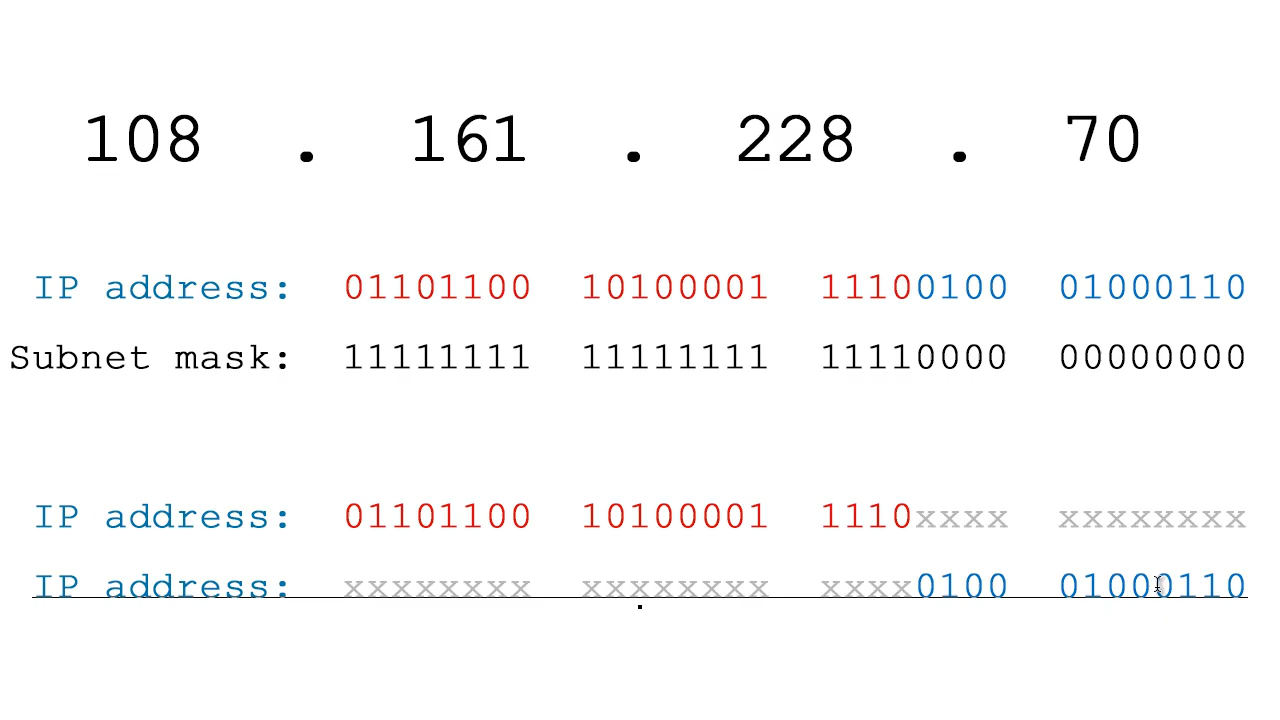 108 . 161 . 228 . 70
IP address: 01101100 10100001 11100100 01000110
Subnet mask: 11111111 11111111 11110000 00000000
IP address: 01101100 10100001 1110xxxx xxxxxxxx
IP address: xxxxxxxx xxxxxxxx xxxx0100 01000110
.